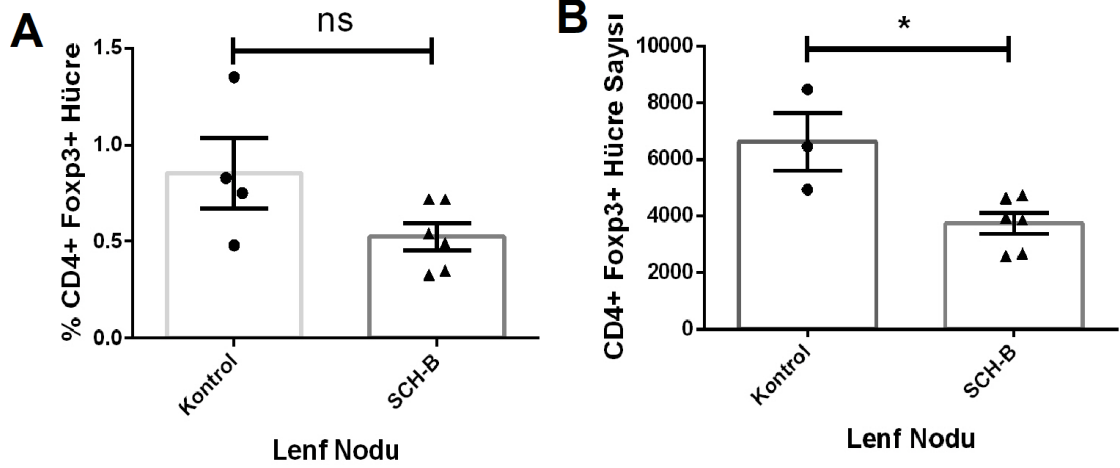 A
ns
% CD4+ Foxp3+ Hücre
1.5
1.0
0.5
0.0
Kontrol
SCH-B
Lenf Nodu
B
*
CD4+ Foxp3+ Hücre Sayısı
10000
8000
6000
4000
2000
0
Kontrol
SCH-B
Lenf Nodu